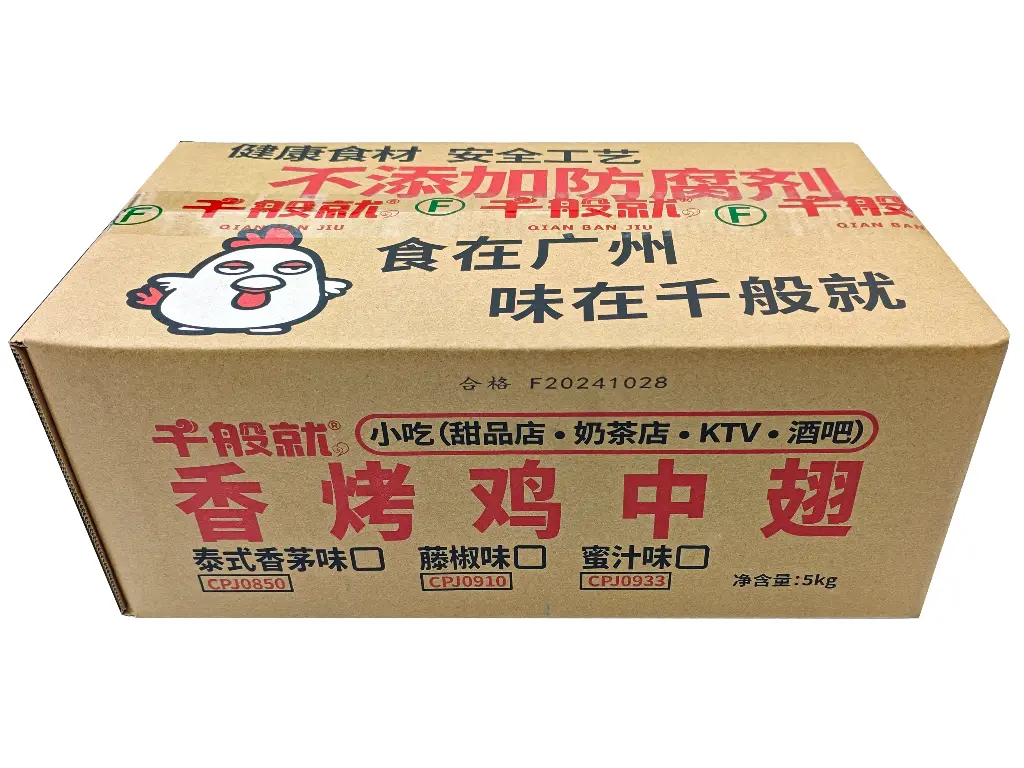 健康食材 安全工艺
不添加防腐剂
F 千般就 F 千般就 F 千般
QIAN BAN JIU QIAN BAN JIU QIAN BAN
食在广州
味在千般就
合格 F20241028
千般就® 小吃(甜品店·奶茶店·KTV·酒吧)
香烤鸡中翅
泰式香茅味□ 藤椒味□ 蜜汁味□
CPJ0850 CPJ0910 CPJ0933 净含量:5kg